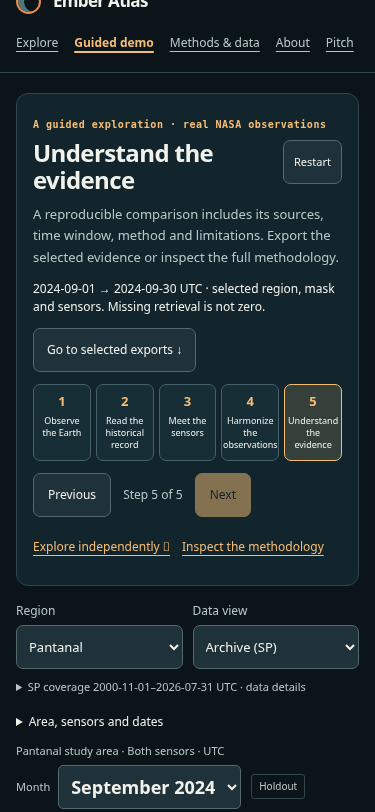 Ember Atlas
Explore Guided demo Methods & data About Pitch
A guided exploration · real NASA observations
Understand the
evidence
Restart
A reproducible comparison includes its sources,
time window, method and limitations. Export the
selected evidence or inspect the full methodology.
2024-09-01 → 2024-09-30 UTC · selected region, mask
and sensors. Missing retrieval is not zero.
Go to selected exports ↓
1
Observe
the Earth
2
Read the
historical
record
3
Meet the
sensors
4
Harmonize
the
observations
5
Understand
the
evidence
Previous Step 5 of 5 Next
Explore independently Inspect the methodology
Region Data view
Pantanal Archive (SP)
SP coverage 2000-11-01–2026-07-31 UTC · data details
Area, sensors and dates
Pantanal study area · Both sensors · UTC
Month September 2024 Holdout